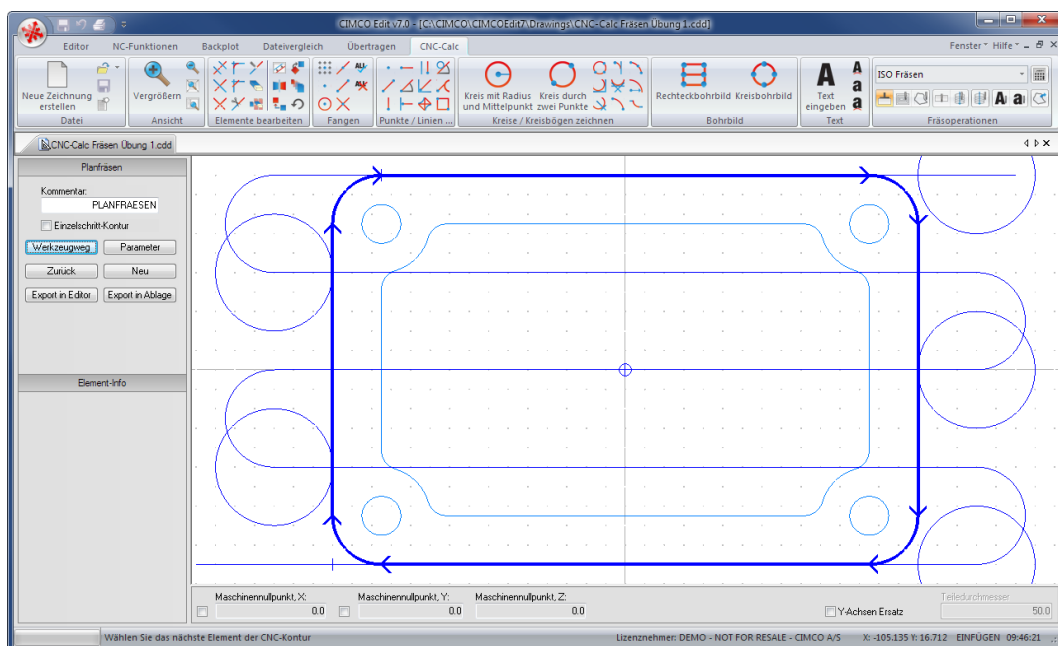 CIMCO Edit v7.0 - [C:\CIMCO\CIMCOEdit7\Drawings\CNC-Calc Fräsen Übung 1.cdd]
Editor NC-Funktionen Backplot Dateivergleich Übertragen CNC-Calc Fenster Hilfe
Neue Zeichnung erstellen
Datei
Vergrößern
Ansicht
Elemente bearbeiten
Fangen
Punkte / Linien ...
Kreis mit Radius und Mittelpunkt
Kreis durch zwei Punkte
Kreise / Kreisbögen zeichnen
Rechteckbohrbild Kreisbohrbild
Bohrbild
Text eingeben
Text
ISO Fräsen
Fräsoperationen
CNC-Calc Fräsen Übung 1.cdd
Planfräsen
Kommentar:
PLANFRAESEN
Einzelschritt-Kontur
Werkzeugweg Parameter
Zurück Neu
Export in Editor Export in Ablage
Element-Info
Maschinennullpunkt, X: Maschinennullpunkt, Y: Maschinennullpunkt, Z: Teiledurchmesser
0.0 0.0 0.0 Y-Achsen Ersatz 50.0
Wählen Sie das nächste Element der CNC-Kontur Lizenznehmer: DEMO - NOT FOR RESALE - CIMCO A/S X: -105.135 Y: 16.712 EINFÜGEN 09:46:21